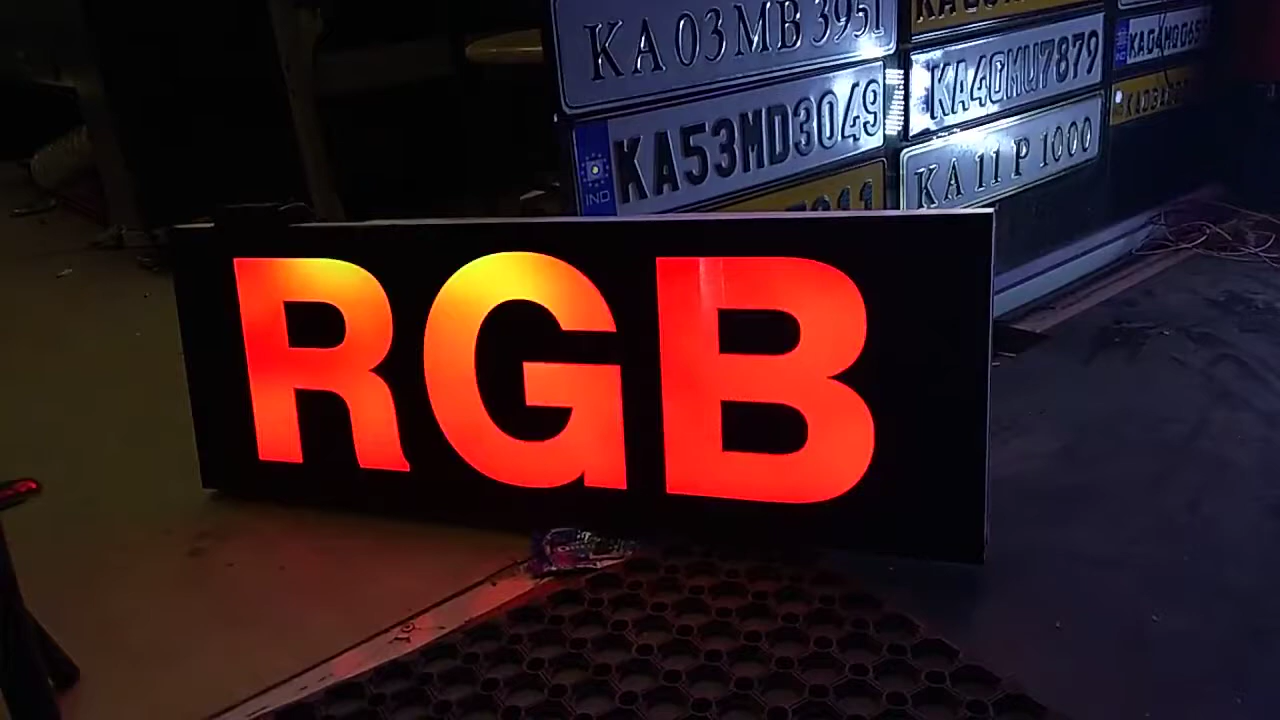 KA 03 MB 3951
KA53MD3049
IND
KA40MU7879
KA 11 P 1000
RGB